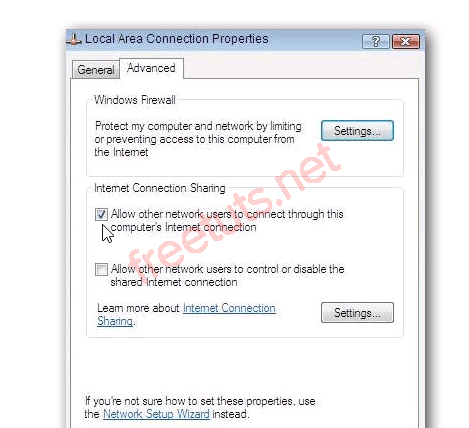 Local Area Connection Properties
General
Advanced
Windows Firewall
Protect my computer and network by limiting
or preventing access to this computer from
the Internet
Settings...
Internet Connection Sharing
Allow other network users to connect through this
computer's Internet connection
Allow other network users to control or disable the
shared Internet connection
Learn more about Internet Connection
Sharing.
Settings...
If you're not sure how to set these properties, use
the Network Setup Wizard instead.
freetuts.net